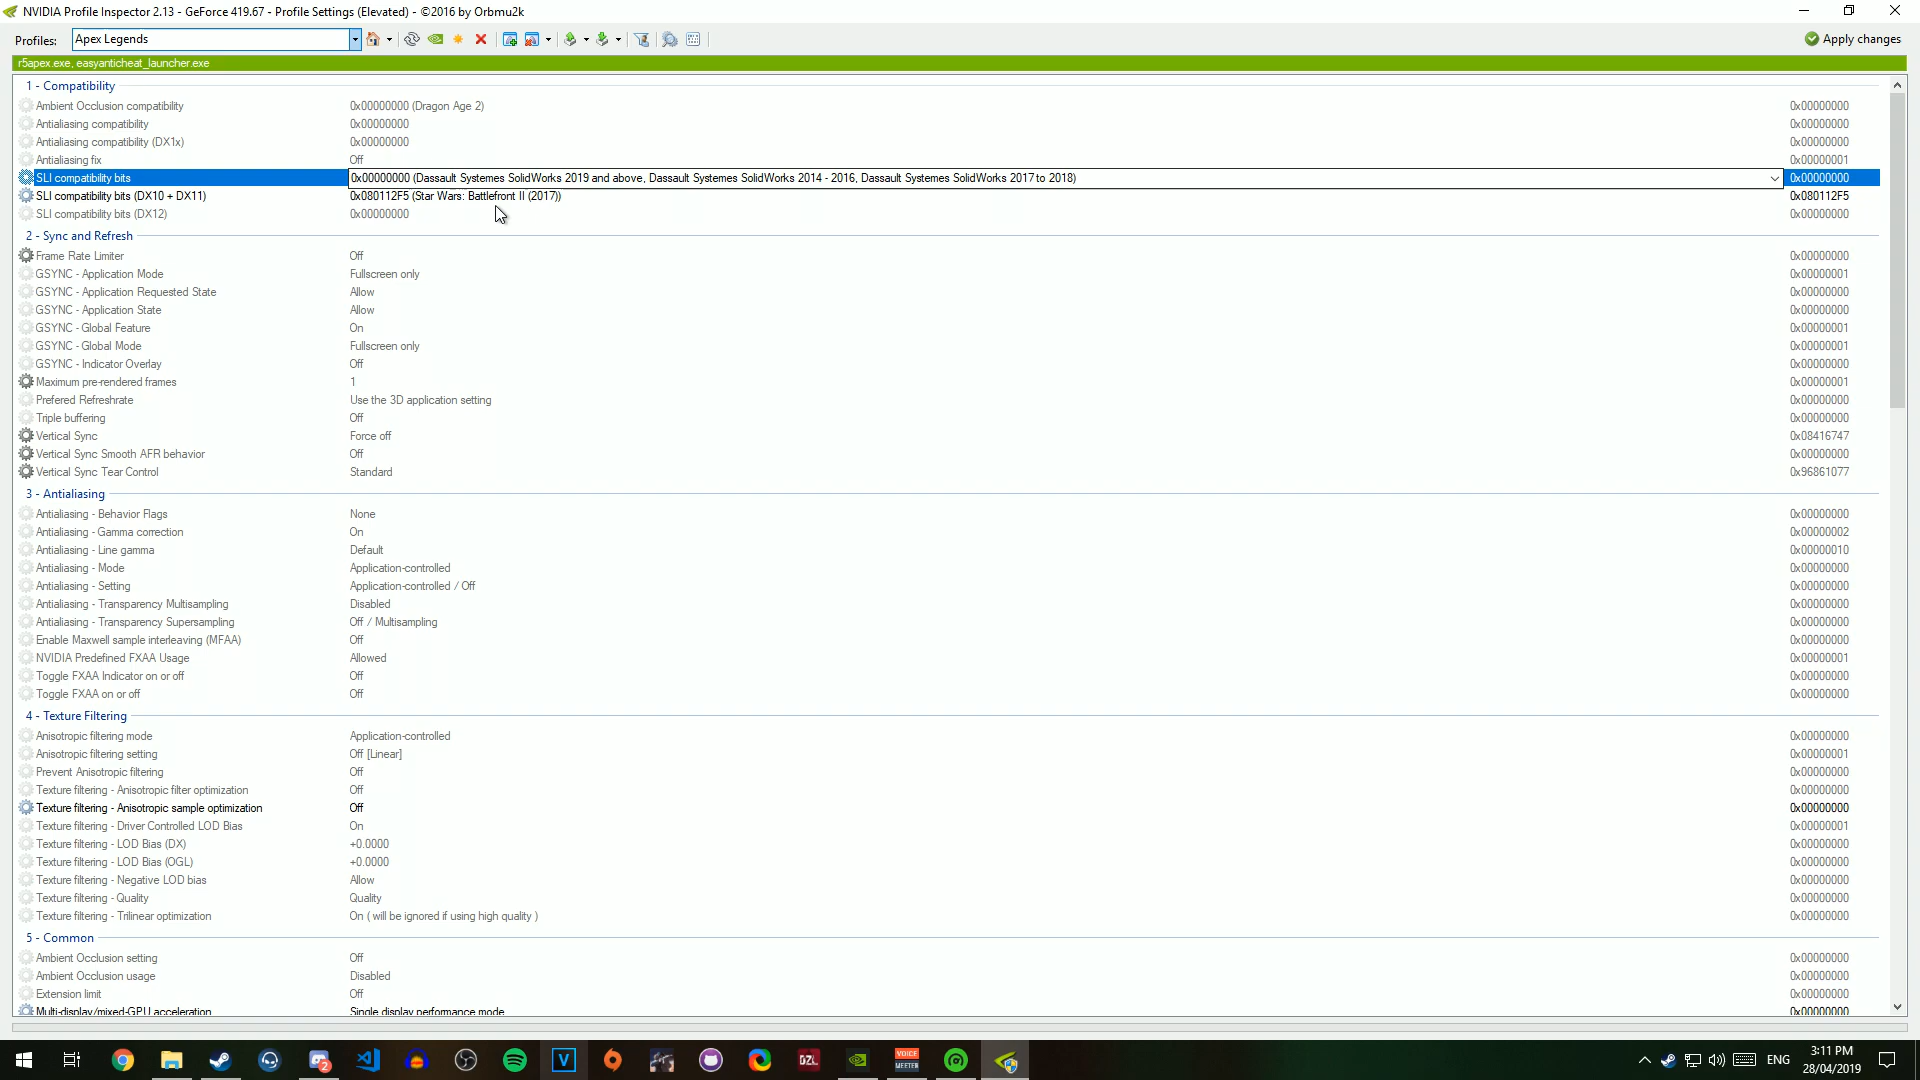 NVIDIA Profile Inspector 2.13 - GeForce 419.67 - Profile Settings (Elevated) - ©2016 by Orbmu2k
Profiles: Apex Legends Apply changes
r5apex.exe, easyanticheat_launcher.exe
1 - Compatibility
Ambient Occlusion compatibility 0x00000000 (Dragon Age 2) 0x00000000
Antialiasing compatibility 0x00000000 0x00000000
Antialiasing compatibility (DX1x) 0x00000000 0x00000000
Antialiasing fix Off 0x00000001
SLI compatibility bits 0x00000000 (Dassault Systemes SolidWorks 2019 and above, Dassault Systemes SolidWorks 2014 - 2016, Dassault Systemes SolidWorks 2017 to 2018) 0x00000000
SLI compatibility bits (DX10 + DX11) 0x080112F5 (Star Wars: Battlefront II (2017)) 0x080112F5
SLI compatibility bits (DX12) 0x00000000 0x00000000
2 - Sync and Refresh
Frame Rate Limiter Off 0x00000000
GSYNC - Application Mode Fullscreen only 0x00000001
GSYNC - Application Requested State Allow 0x00000000
GSYNC - Application State Allow 0x00000000
GSYNC - Global Feature On 0x00000001
GSYNC - Global Mode Fullscreen only 0x00000001
GSYNC - Indicator Overlay Off 0x00000000
Maximum pre-rendered frames 1 0x00000001
Prefered Refreshrate Use the 3D application setting 0x00000000
Triple buffering Off 0x00000000
Vertical Sync Force off 0x08416747
Vertical Sync Smooth AFR behavior Off 0x00000000
Vertical Sync Tear Control Standard 0x96861077
3 - Antialiasing
Antialiasing - Behavior Flags None 0x00000000
Antialiasing - Gamma correction On 0x00000002
Antialiasing - Line gamma Default 0x00000010
Antialiasing - Mode Application-controlled 0x00000000
Antialiasing - Setting Application-controlled / Off 0x00000000
Antialiasing - Transparency Multisampling Disabled 0x00000000
Antialiasing - Transparency Supersampling Off / Multisampling 0x00000000
Enable Maxwell sample interleaving (MFAA) Off 0x00000000
NVIDIA Predefined FXAA Usage Allowed 0x00000001
Toggle FXAA Indicator on or off Off 0x00000000
Toggle FXAA on or off Off 0x00000000
4 - Texture Filtering
Anisotropic filtering mode Application-controlled 0x00000000
Anisotropic filtering setting Off [Linear] 0x00000001
Prevent Anisotropic filtering Off 0x00000000
Texture filtering - Anisotropic filter optimization Off 0x00000000
Texture filtering - Anisotropic sample optimization Off 0x00000000
Texture filtering - Driver Controlled LOD Bias On 0x00000001
Texture filtering - LOD Bias (DX) +0.0000 0x00000000
Texture filtering - LOD Bias (OGL) +0.0000 0x00000000
Texture filtering - Negative LOD bias Allow 0x00000000
Texture filtering - Quality Quality 0x00000000
Texture filtering - Trilinear optimization On ( will be ignored if using high quality ) 0x00000000
5 - Common
Ambient Occlusion setting Off 0x00000000
Ambient Occlusion usage Disabled 0x00000000
Extension limit Off 0x00000000
Multi-display/mixed-GPU acceleration Single display performance mode 0x00000000
2 V DZL VOICE MEETER ENG 3:11 PM
28/04/2019